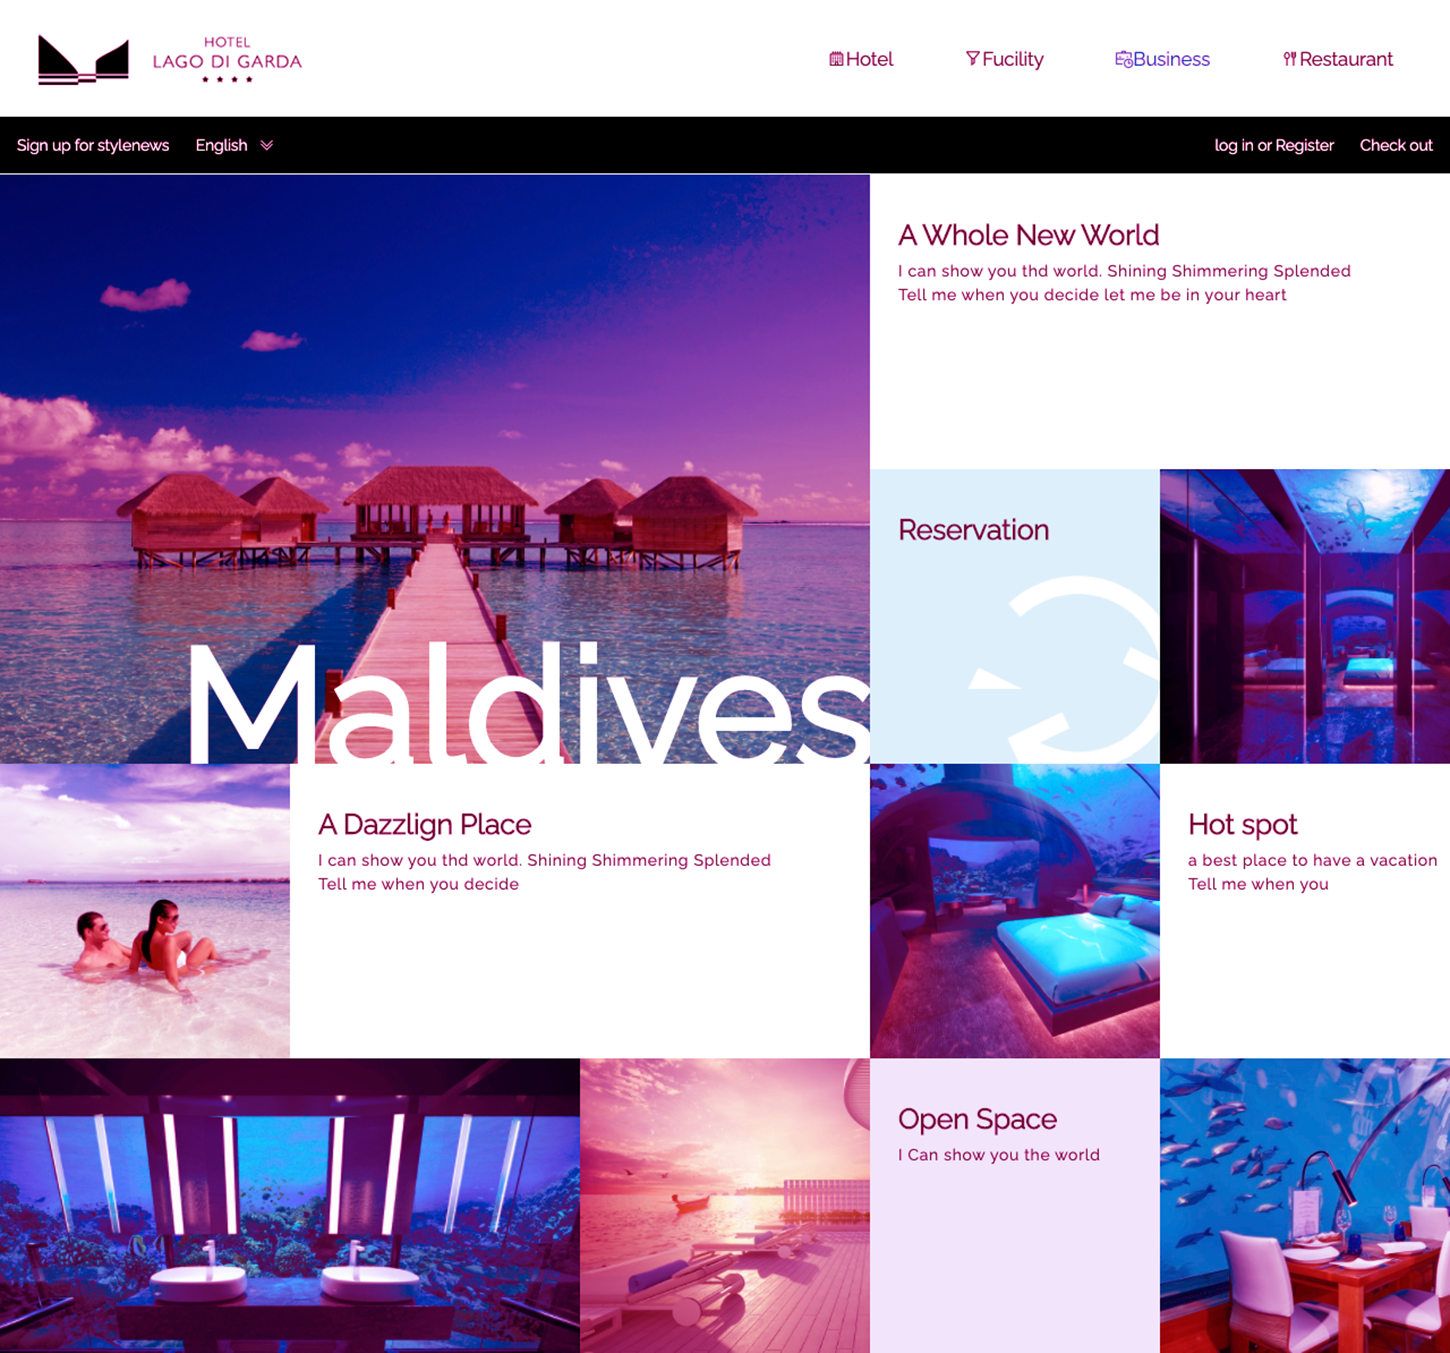 HOTEL
LAGO DI GARDA
Hotel
Fucility
Business
Restaurant
Sign up for stylenews
English
log in or Register
Check out
A Whole New World
I can show you thd world. Shining Shimmering Splended
Tell me when you decide let me be in your heart
Reservation
Maldives
A Dazzlign Place
I can show you thd world. Shining Shimmering Splended
Tell me when you decide
Hot spot
a best place to have a vacation
Tell me when you
Open Space
I Can show you the world